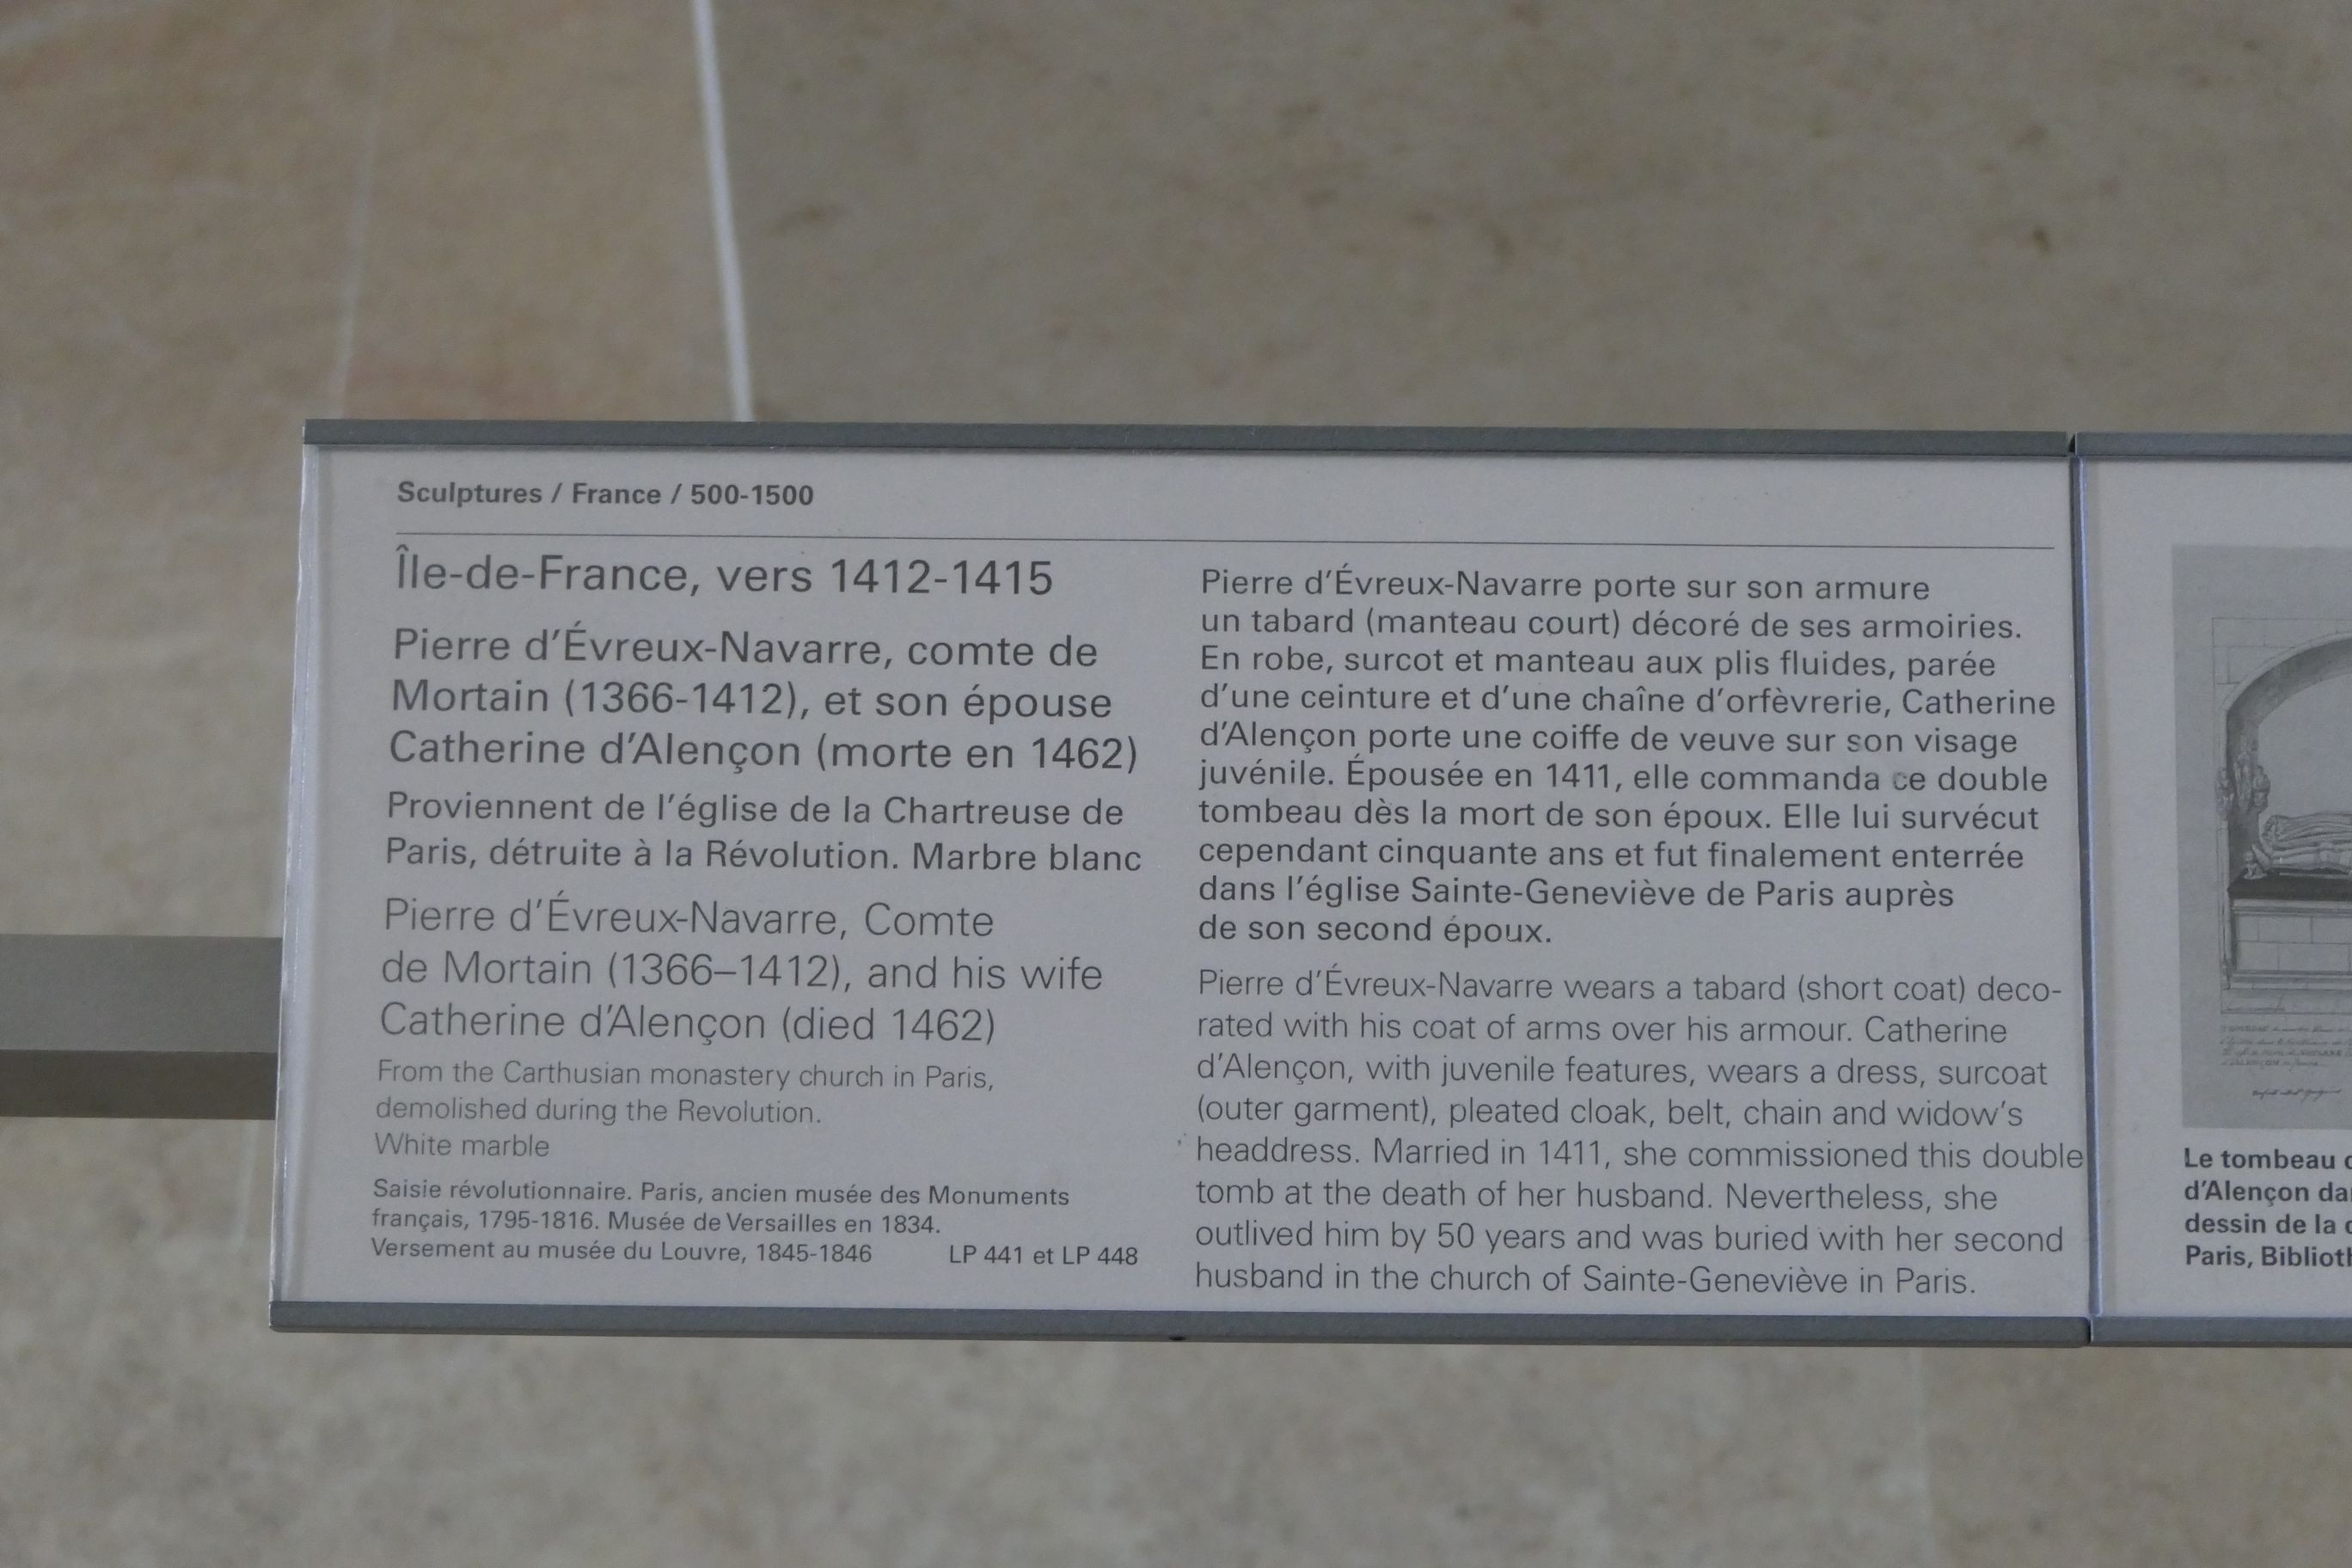 Sculptures / France / 500-1500
Île-de-France, vers 1412-1415
Pierre d'Évreux-Navarre, comte de
Mortain (1366-1412), et son épouse
Catherine d'Alençon (morte en 1462)
Proviennent de l'église de la Chartreuse de
Paris, détruite à la Révolution. Marbre blanc
Pierre d'Évreux-Navarre, Comte
de Mortain (1366–1412), and his wife
Catherine d'Alençon (died 1462)
From the Carthusian monastery church in Paris,
demolished during the Revolution.
White marble
Saisie révolutionnaire. Paris, ancien musée des Monuments
français, 1795-1816. Musée de Versailles en 1834.
Versement au musée du Louvre, 1845-1846 LP 441 et LP 448
Pierre d'Évreux-Navarre porte sur son armure
un tabard (manteau court) décoré de ses armoiries.
En robe, surcot et manteau aux plis fluides, parée
d'une ceinture et d'une chaîne d'orfèvrerie, Catherine
d'Alençon porte une coiffe de veuve sur son visage
juvénile. Épousée en 1411, elle commanda ce double
tombeau dès la mort de son époux. Elle lui survécut
cependant cinquante ans et fut finalement enterrée
dans l'église Sainte-Geneviève de Paris auprès
de son second époux.
Pierre d'Évreux-Navarre wears a tabard (short coat) deco-
rated with his coat of arms over his armour. Catherine
d'Alençon, with juvenile features, wears a dress, surcoat
(outer garment), pleated cloak, belt, chain and widow's
headdress. Married in 1411, she commissioned this double
tomb at the death of her husband. Nevertheless, she
outlived him by 50 years and was buried with her second
husband in the church of Sainte-Geneviève in Paris.
Le tombeau
d'Alençon
dessin de la
Paris,